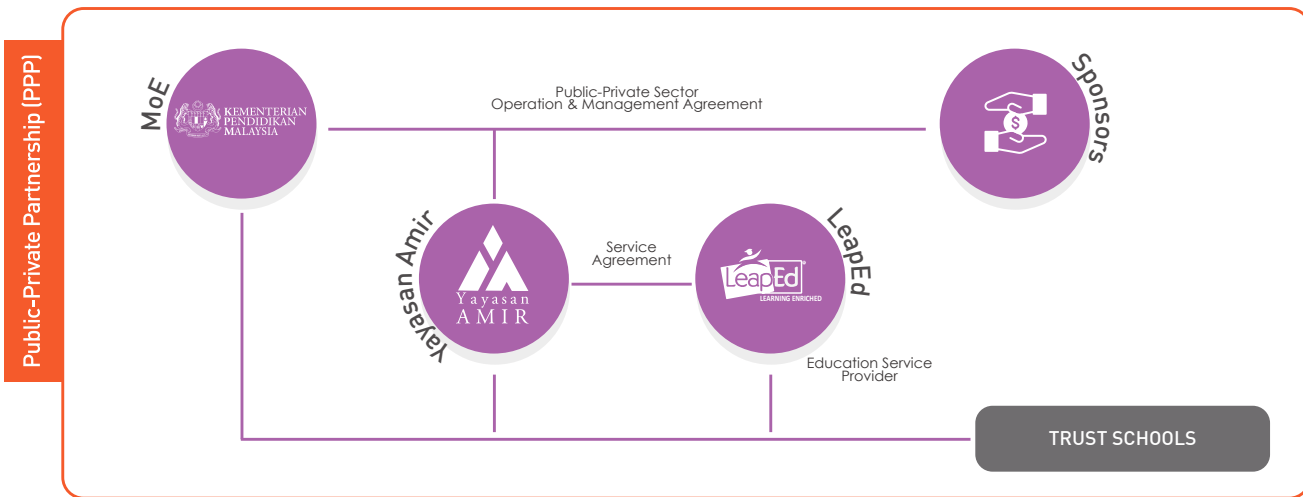 Public-Private Partnership (PPP)
MoE
KEMENTERIAN
PENDIDIKAN
MALAYSIA
Public-Private Sector
Operation & Management Agreement
$
Sponsors
Yayasan Amir
Yayasan
AMIR
Service
Agreement
LeapEd
LeapEd
LEARNING ENRICHED
Education Service
Provider
TRUST SCHOOLS